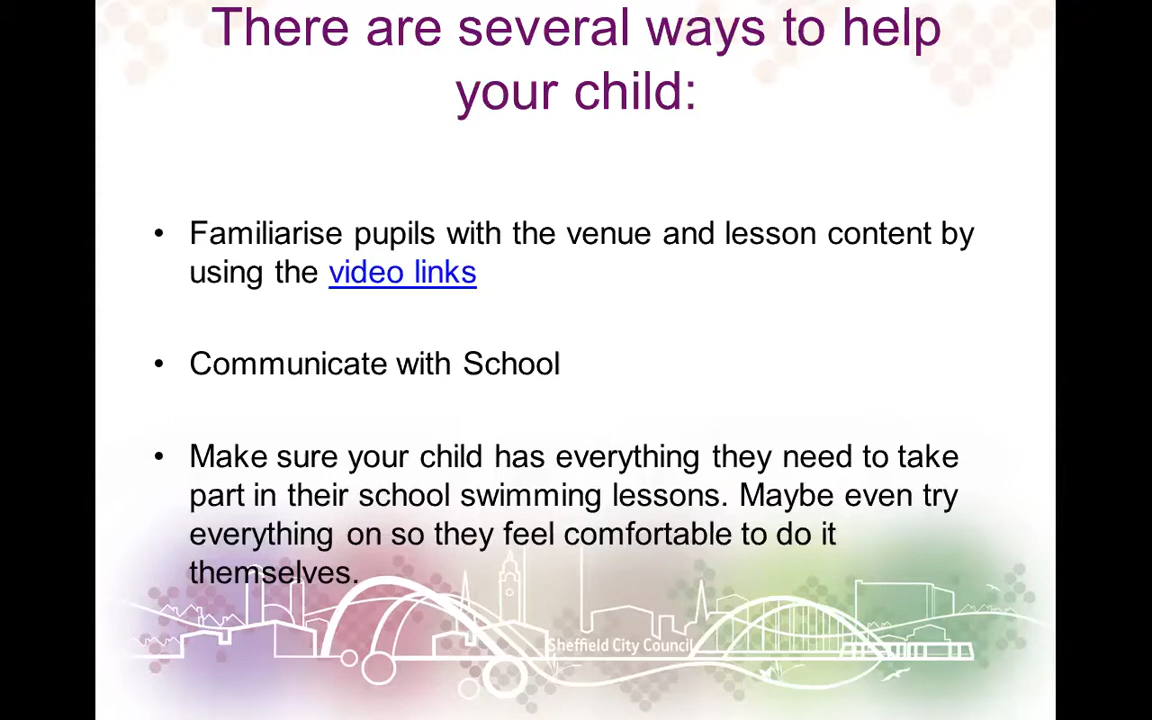 There are several ways to help
your child:
• Familiarise pupils with the venue and lesson content by
using the video links
• Communicate with School
• Make sure your child has everything they need to take
part in their school swimming lessons. Maybe even try
everything on so they feel comfortable to do it
themselves.
Sheffield City Council